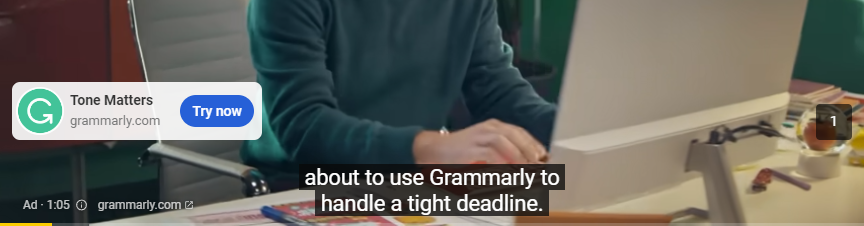 Tone Matters
grammarly.com
Try now
1
about to use Grammarly to
handle a tight deadline.
Ad · 1:05
grammarly.com